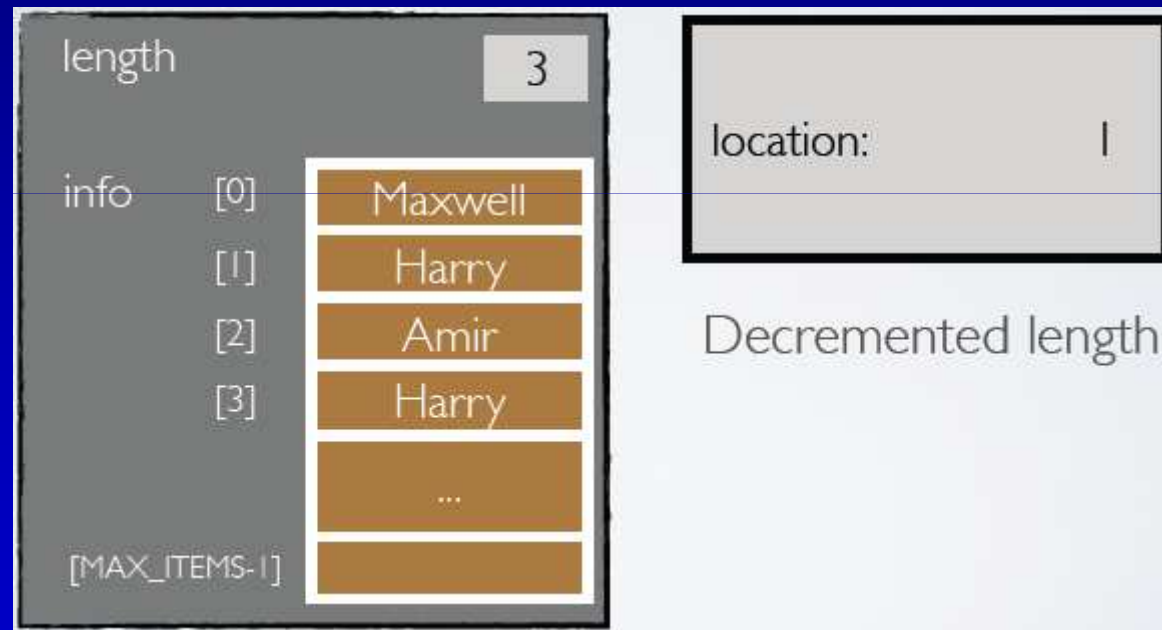 length 3
info [0] Maxwell
[1] Harry
[2] Amir
[3] Harry
...
[MAX_ITEMS-1]
location: 1
Decremented length